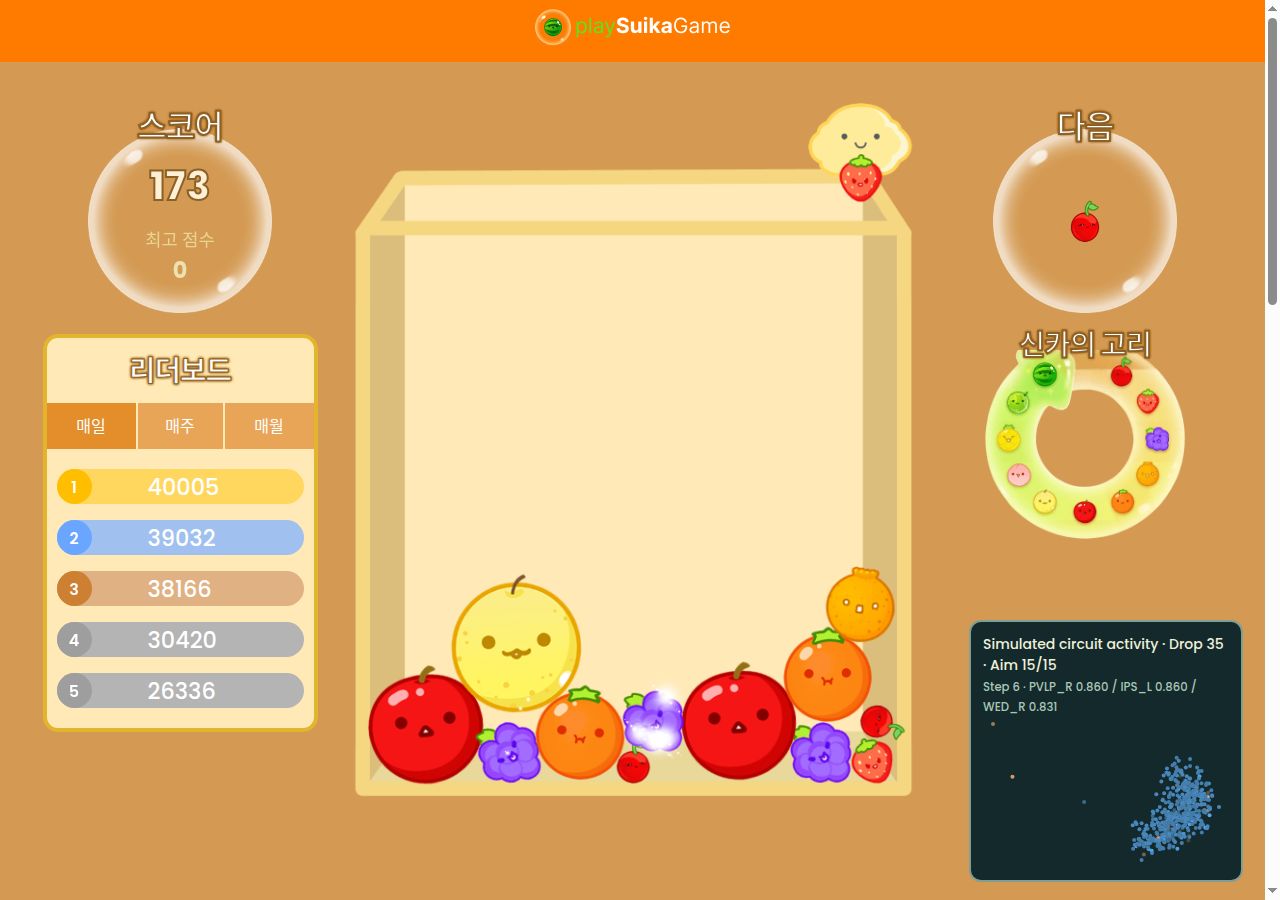 playSuikaGame
스코어
173
최고 점수
0
다음
신카의 고리
리더보드
매일
매주
매월
1
40005
2
39032
3
38166
4
30420
5
26336
Simulated circuit activity · Drop 35
· Aim 15/15
Step 6 · PVLP_R 0.860 / IPS_L 0.860 /
WED_R 0.831